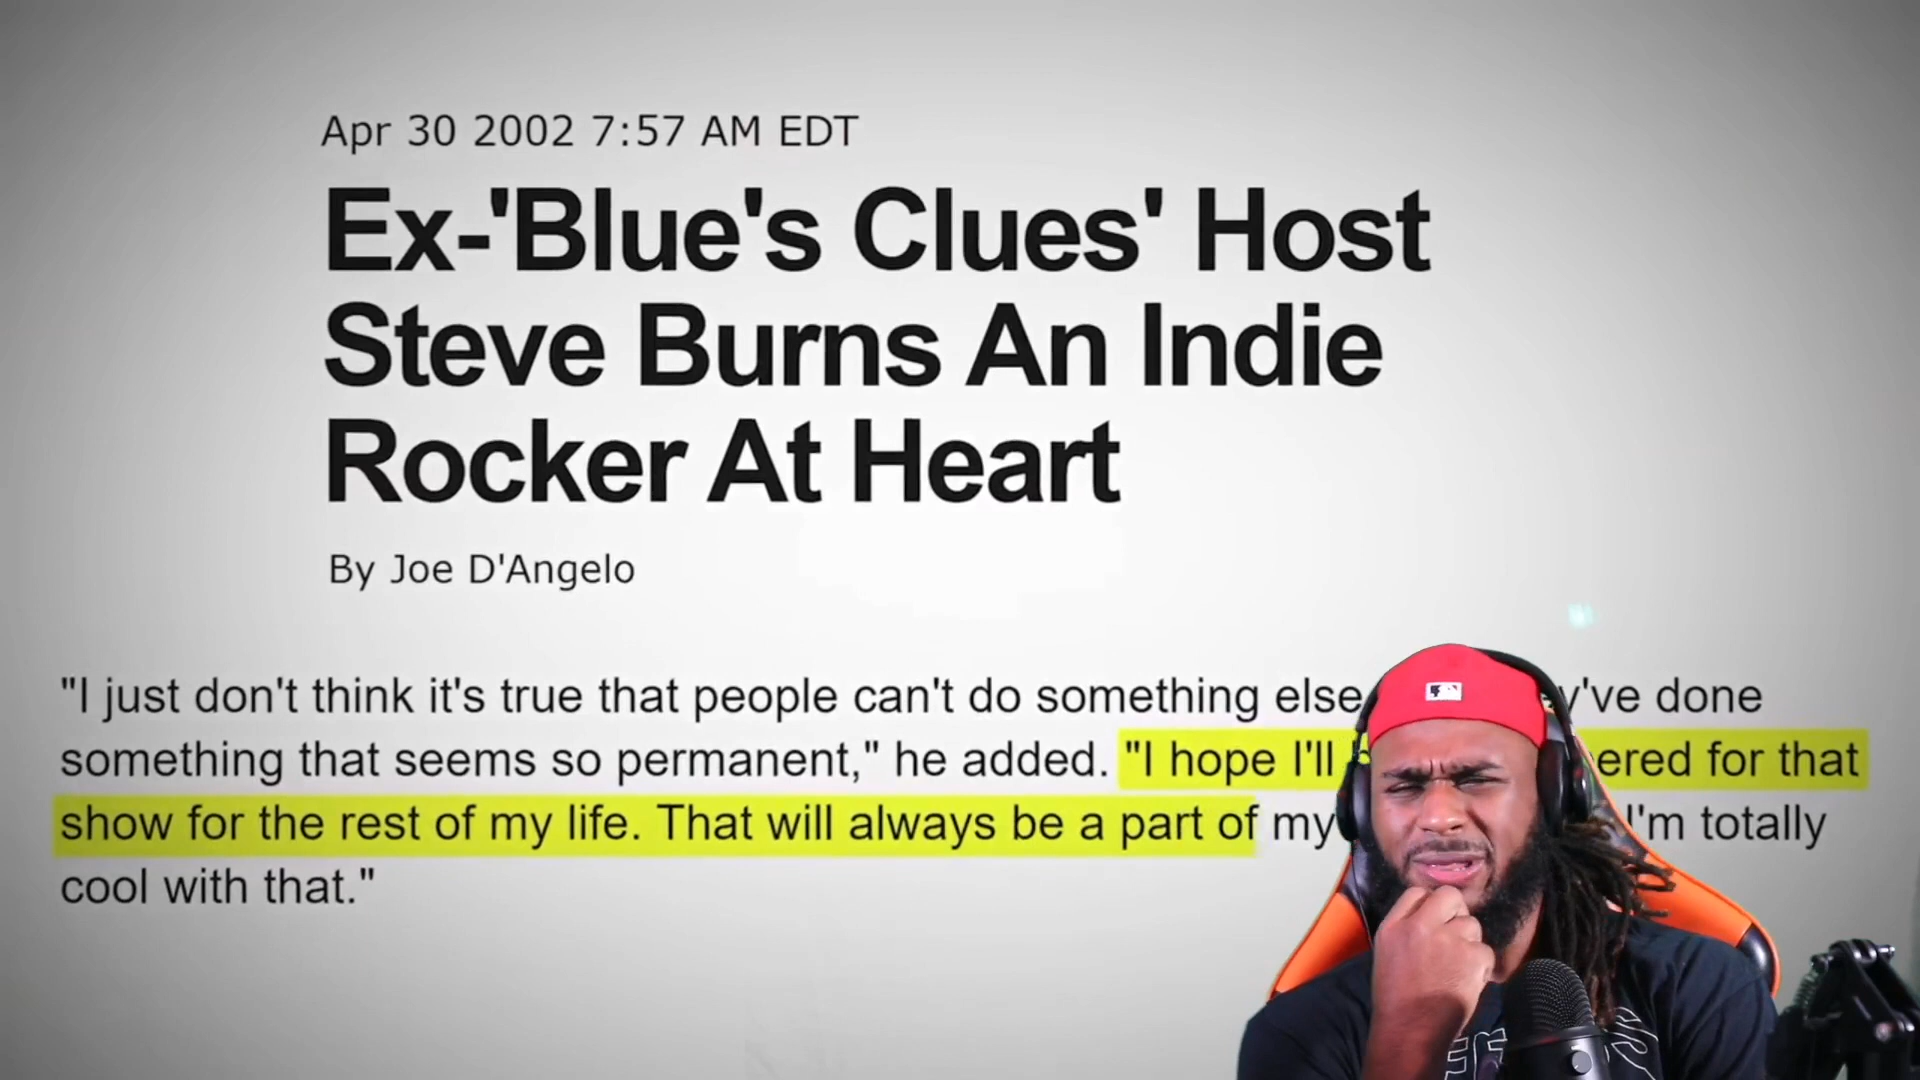 Apr 30 2002 7:57 AM EDT
Ex-'Blue's Clues' Host
Steve Burns An Indie
Rocker At Heart
By Joe D'Angelo
"I just don't think it's true that people can't do something else y've done
something that seems so permanent," he added. "I hope I'll ered for that
show for the rest of my life. That will always be a part of my I'm totally
cool with that."